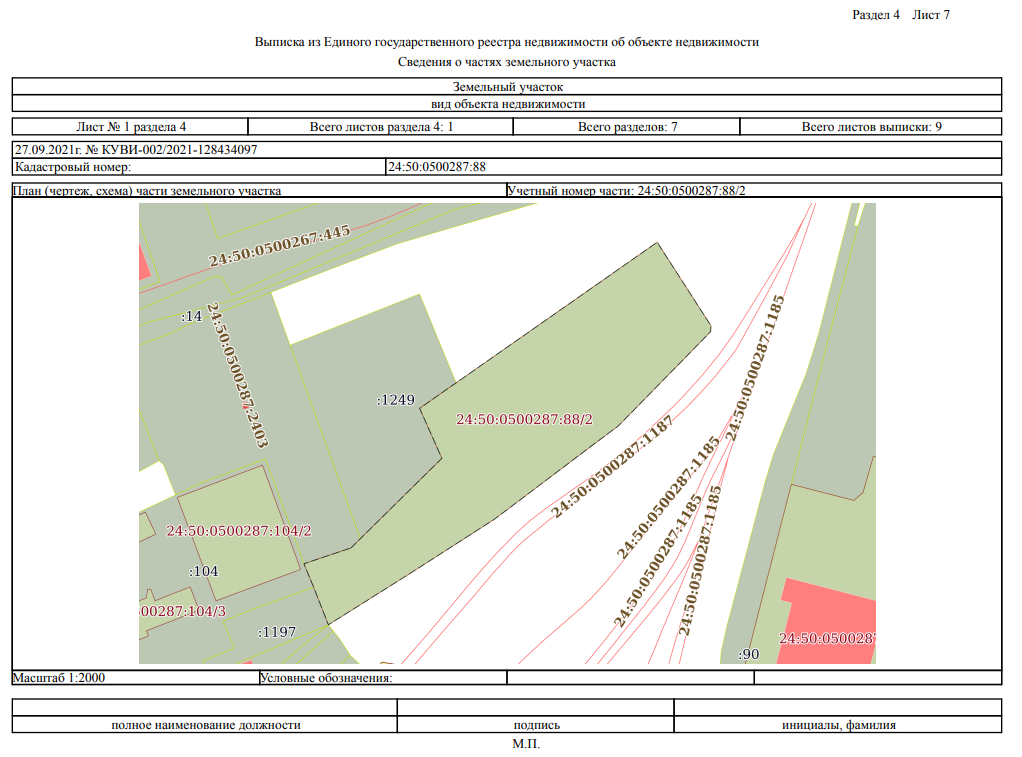 Раздел 4 Лист 7
Выписка из Единого государственного реестра недвижимости об объекте недвижимости
Сведения о частях земельного участка
Земельный участок
вид объекта недвижимости
Лист № 1 раздела 4 Всего листов раздела 4: 1 Всего разделов: 7 Всего листов выписки: 9
27.09.2021г. № КУВИ-002/2021-128434097
Кадастровый номер: 24:50:0500287:88
План (чертеж, схема) части земельного участка Учетный номер части: 24:50:0500287:88/2
24:50:0500267:445
:14
24:50:0500287:2403
:1249
24:50:0500287:88/2
24:50:0500287:1185
24:50:0500287:1187
24:50:0500287:1185
24:50:0500287:1185
24:50:0500287:1185
24:50:0500287:104/2
:104
00287:104/3
:1197
24:50:050028
:90
Масштаб 1:2000 Условные обозначения:
полное наименование должности подпись инициалы, фамилия
М.П.